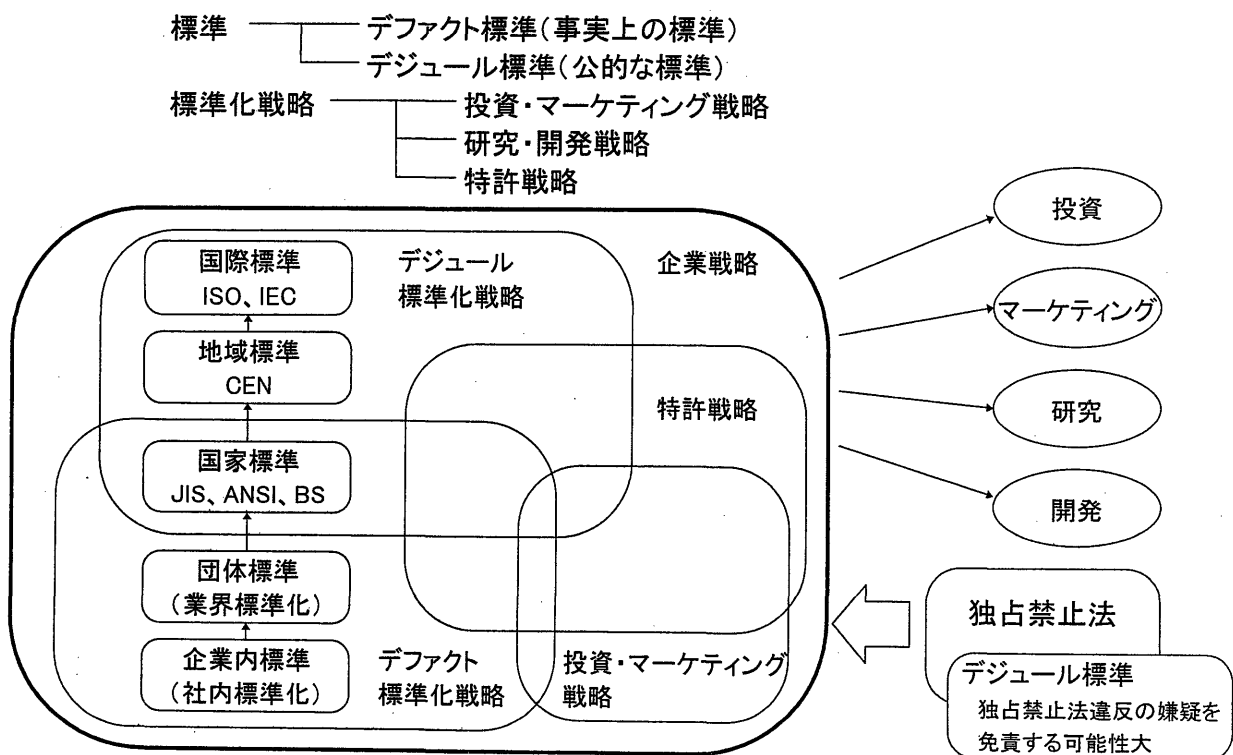 標準
デファクト標準(事実上の標準)
デジュール標準(公的な標準)
標準化戦略
投資・マーケティング戦略
研究・開発戦略
特許戦略
国際標準
ISO、IEC
デジュール
標準化戦略
企業戦略
地域標準
CEN
特許戦略
国家標準
JIS、ANSI、BS
団体標準
(業界標準化)
企業内標準
(社内標準化)
デファクト
標準化戦略
投資・マーケティング
戦略
投資
マーケティング
研究
開発
独占禁止法
デジュール標準
独占禁止法違反の嫌疑を
免責する可能性大